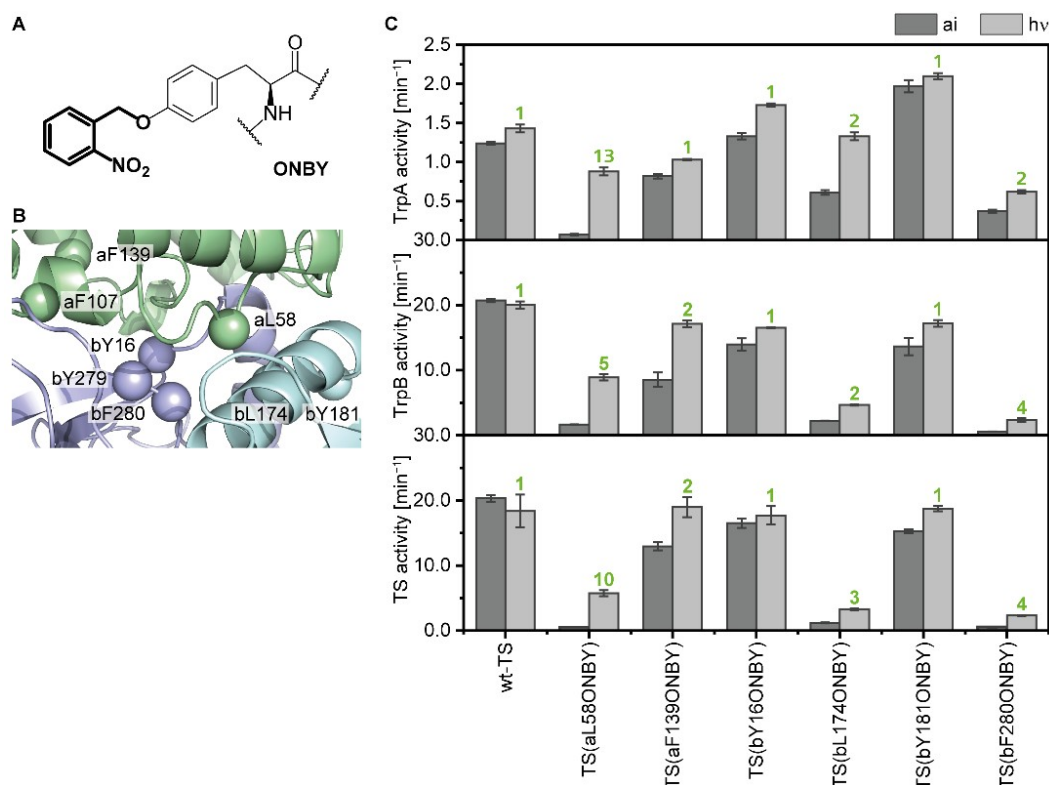 A
O
O
NH
NO₂
ONBY
B
aF139
aF107
aL58
bY16
bY279
bF280
bL174
bY181
C
ai
hν
TrpA activity [min⁻¹]
2.5
2.0
1.5
1.0
0.5
1
13
1
1
2
1
2
TrpB activity [min⁻¹]
30.0
20.0
10.0
1
5
2
1
2
1
4
TS activity [min⁻¹]
30.0
20.0
10.0
0.0
1
10
2
1
3
1
4
wt-TS
TS(aL58ONBY)
TS(aF139ONBY)
TS(bY16ONBY)
TS(bL174ONBY)
TS(bY181ONBY)
TS(bF280ONBY)